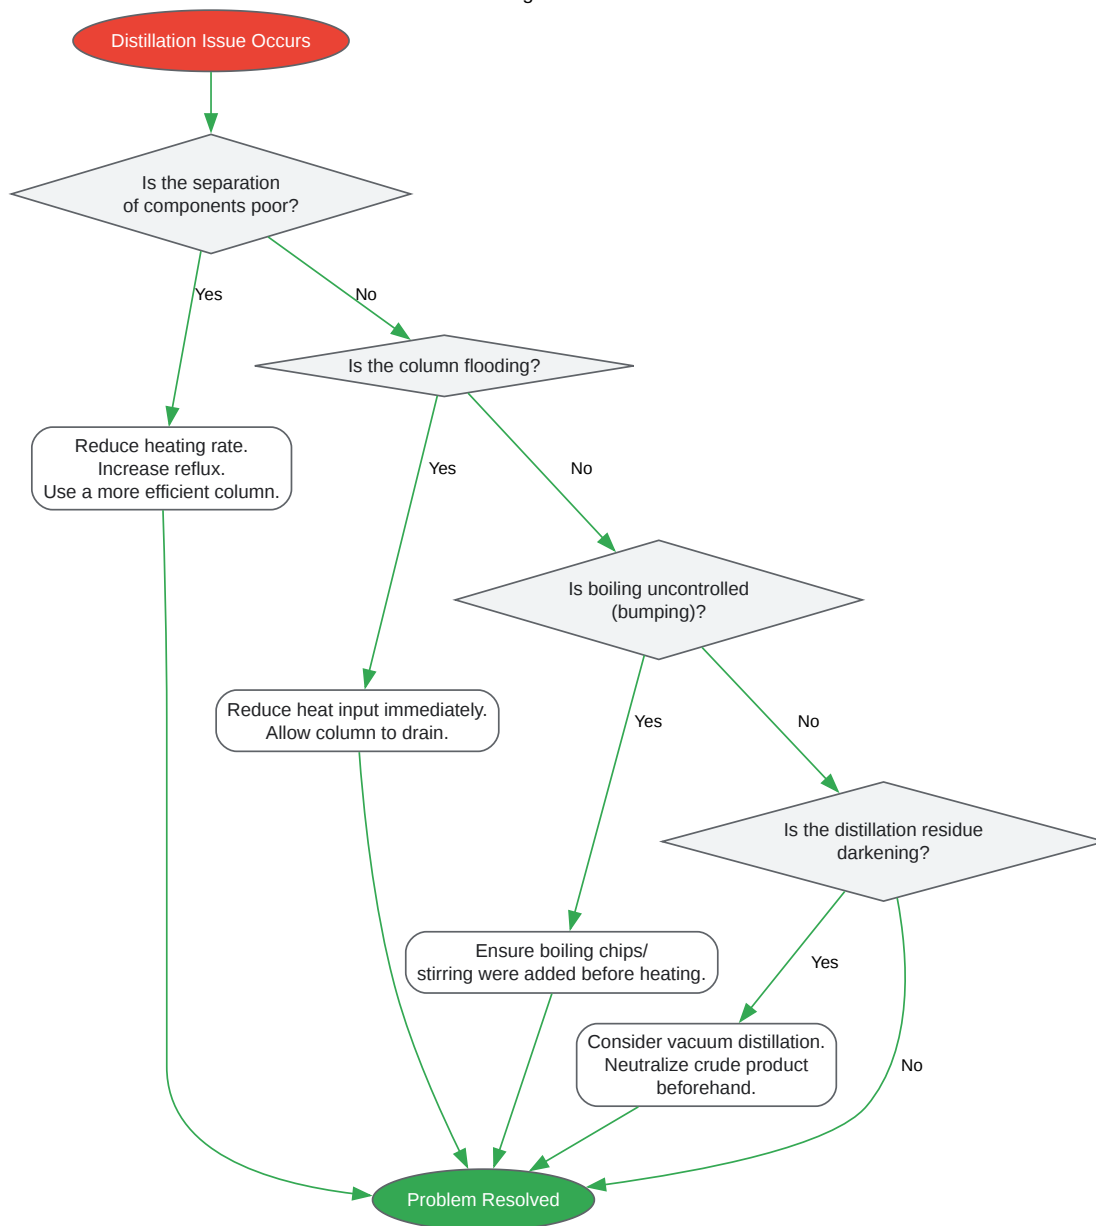 Distillation Issue Occurs
Is the separation
of components poor?
Yes
No
Is the column flooding?
Reduce heating rate.
Increase reflux.
Use a more efficient column.
Yes
No
Is boiling uncontrolled
(bumping)?
Reduce heat input immediately.
Allow column to drain.
Yes
No
Is the distillation residue
darkening?
Ensure boiling chips/
stirring were added before heating.
Yes
Consider vacuum distillation.
Neutralize crude product
beforehand.
No
Problem Resolved